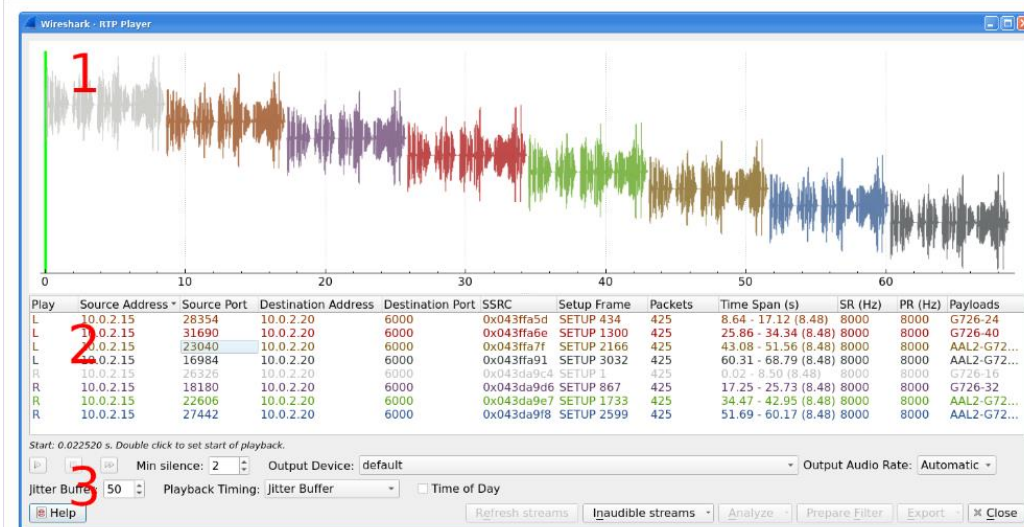 Wireshark - RTP Player
1
0 10 20 30 40 50 60
Play Source Address Source Port Destination Address Destination Port SSRC Setup Frame Packets Time Span (s) SR (Hz) PR (Hz) Payloads
L 10.0.2.15 28354 10.0.2.20 6000 0x043ffa5d SETUP 434 425 8.64 - 17.12 (8.48) 8000 8000 G726-24
L 10.0.2.15 31690 10.0.2.20 6000 0x043ffa6e SETUP 1300 425 25.86 - 34.34 (8.48) 8000 8000 G726-40
L 10.0.2.15 23040 10.0.2.20 6000 0x043ffa7f SETUP 2166 425 43.08 - 51.56 (8.48) 8000 8000 AAL2-G72...
2
L 10.0.2.15 16984 10.0.2.20 6000 0x043ffa91 SETUP 3032 425 60.31 - 68.79 (8.48) 8000 8000 AAL2-G72...
R 10.0.2.15 26326 10.0.2.20 6000 0x043da9c4 SETUP 1 425 0.02 - 8.50 (8.48) 8000 8000 G726-16
R 10.0.2.15 18180 10.0.2.20 6000 0x043da9d6 SETUP 867 425 17.25 - 25.73 (8.48) 8000 8000 G726-32
R 10.0.2.15 22606 10.0.2.20 6000 0x043da9e7 SETUP 1733 425 34.47 - 42.95 (8.48) 8000 8000 AAL2-G72...
R 10.0.2.15 27442 10.0.2.20 6000 0x043da9f8 SETUP 2599 425 51.69 - 60.17 (8.48) 8000 8000 AAL2-G72...
Start: 0.022520 s. Double click to set start of playback.
Min silence: 2 Output Device: default Output Audio Rate: Automatic
3
Jitter Buffer: 50 Playback Timing: Jitter Buffer Time of Day
Help Refresh streams Inaudible streams Analyze Prepare Filter Export Close